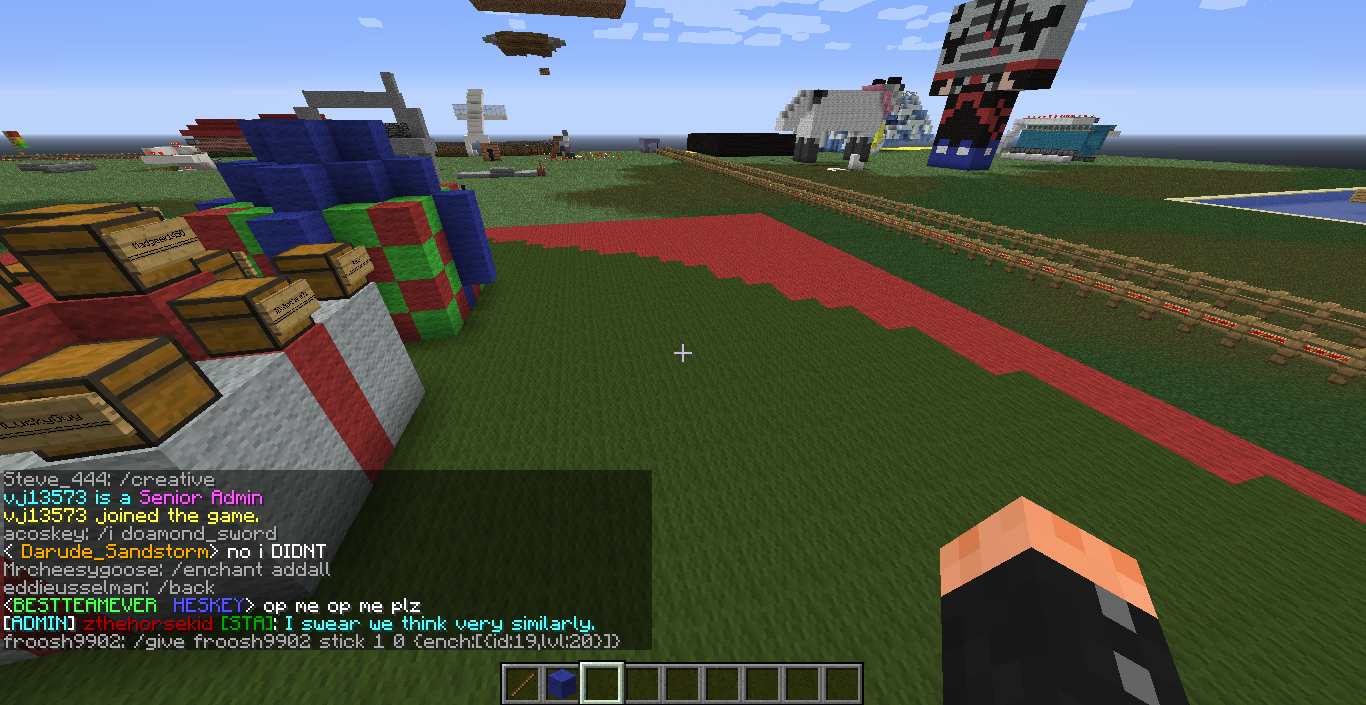 Madgeek1450
LuckyGuy
Steve_444: /creative
vj13573 is a Senior Admin
vj13573 joined the game.
acoskey: /i doamond_sword
< Darude_Sandstorm> no i DIDNT
Mrcheesygoose: /enchant addall
eddieusselman: /back
<BESTTEAMEVER HESKEY> op me op me plz
[ADMIN] zthehorsekid [STA]: I swear we think very similarly.
froosh9902: /give froosh9902 stick 1 0 {ench:[{id:19,lvl:20}]}